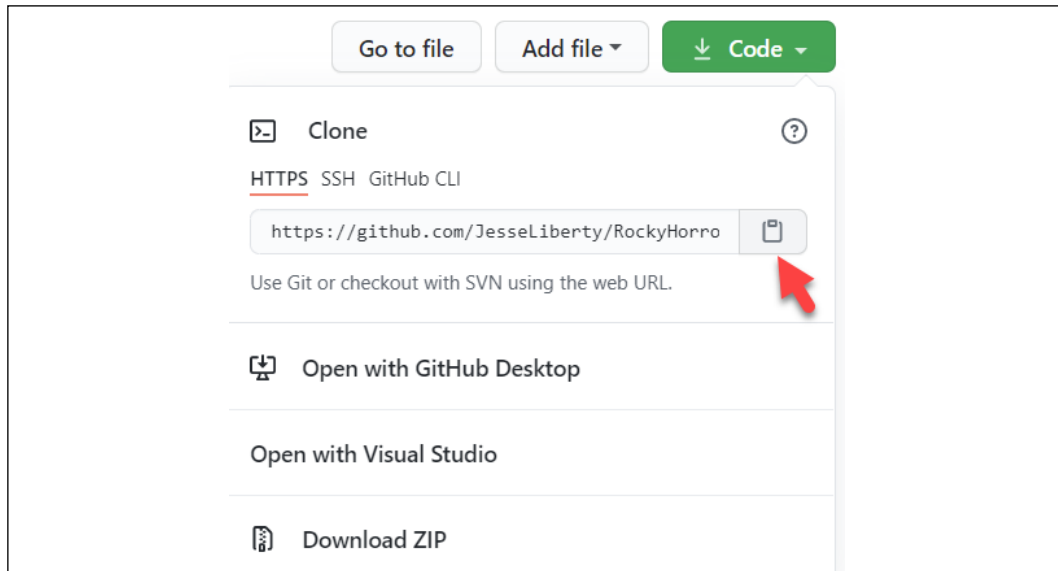 Go to file Add file Code
Clone
HTTPS SSH GitHub CLI
https://github.com/JesseLiberty/RockyHorro
Use Git or checkout with SVN using the web URL.
Open with GitHub Desktop
Open with Visual Studio
Download ZIP